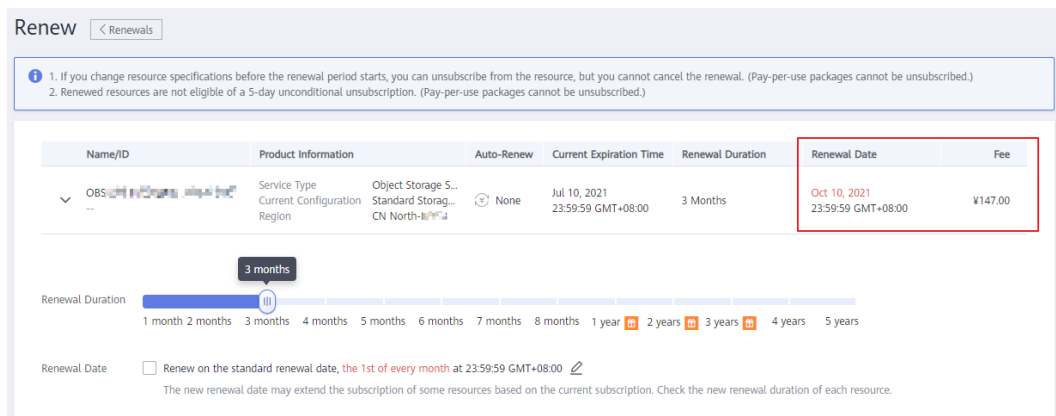 Renew < Renewals
1. If you change resource specifications before the renewal period starts, you can unsubscribe from the resource, but you cannot cancel the renewal. (Pay-per-use packages cannot be unsubscribed.)
2. Renewed resources are not eligible of a 5-day unconditional unsubscription. (Pay-per-use packages cannot be unsubscribed.)
Name/ID Product Information Auto-Renew Current Expiration Time Renewal Duration Renewal Date Fee
OBS
--
Service Type Object Storage S...
Current Configuration Standard Storag...
Region CN North-
None
Jul 10, 2021
23:59:59 GMT+08:00
3 Months
Oct 10, 2021
23:59:59 GMT+08:00
¥147.00
3 months
Renewal Duration
1 month 2 months 3 months 4 months 5 months 6 months 7 months 8 months 1 year 2 years 3 years 4 years 5 years
Renewal Date Renew on the standard renewal date, the 1st of every month at 23:59:59 GMT+08:00
The new renewal date may extend the subscription of some resources based on the current subscription. Check the new renewal duration of each resource.